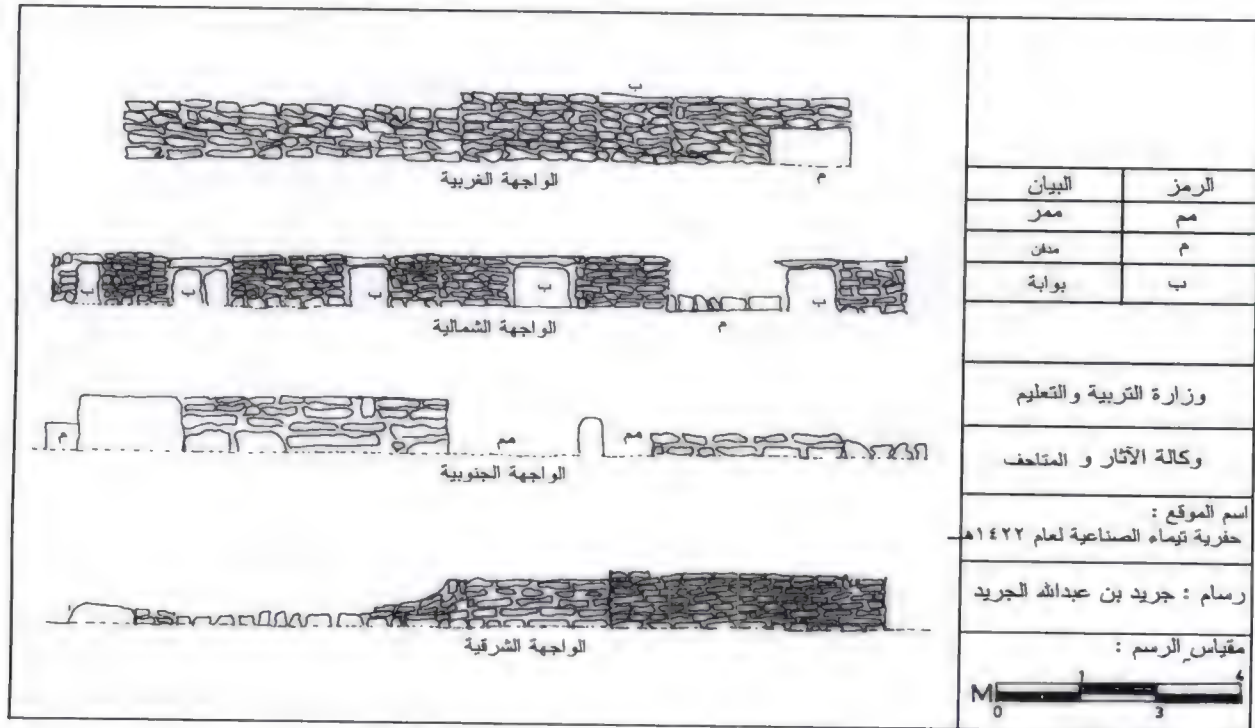 ب
الواجهة الغربية
م
ب
ب
ب
ب
ب
الواجهة الشمالية
م
م
مم
مم
الواجهة الجنوبية
الواجهة الشرقية
الرمز البيان
مم ممر
م مدفن
ب بوابة
وزارة التربية والتعليم
وكالة الآثار و المتاحف
اسم الموقع :
حفرية تيماء الصناعية لعام ١٤٢٢هـ
رسام : جريد بن عبدالله الجريد
مقياس الرسم :
1 4
M
0 3